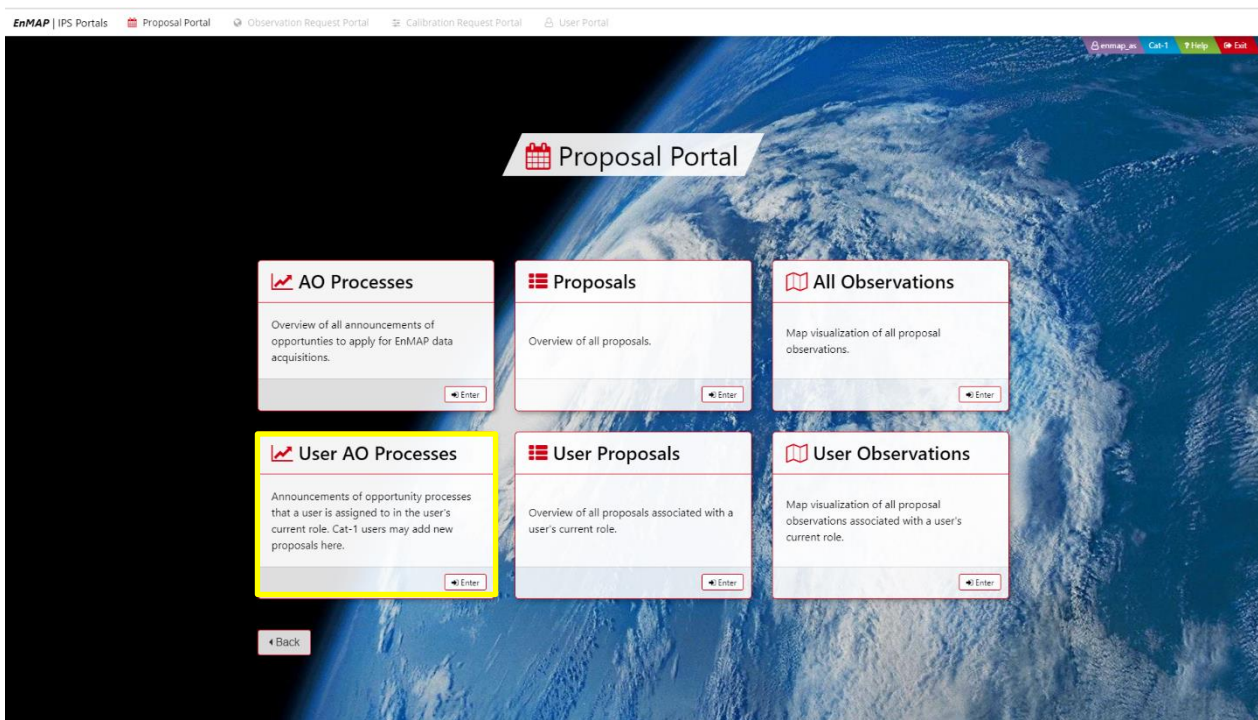 EnMAP | IPS Portals Proposal Portal Observation Request Portal Calibration Request Portal User Portal
enmap_as Cat-1 ? Help Exit
Proposal Portal
AO Processes
Overview of all announcements of
opportunties to apply for EnMAP data
acquisitions.
Enter
Proposals
Overview of all proposals.
Enter
All Observations
Map visualization of all proposal
observations.
Enter
User AO Processes
Announcements of opportunity processes
that a user is assigned to in the user's
current role. Cat-1 users may add new
proposals here.
Enter
User Proposals
Overview of all proposals associated with a
user's current role.
Enter
User Observations
Map visualization of all proposal
observations associated with a user's
current role.
Enter
Back